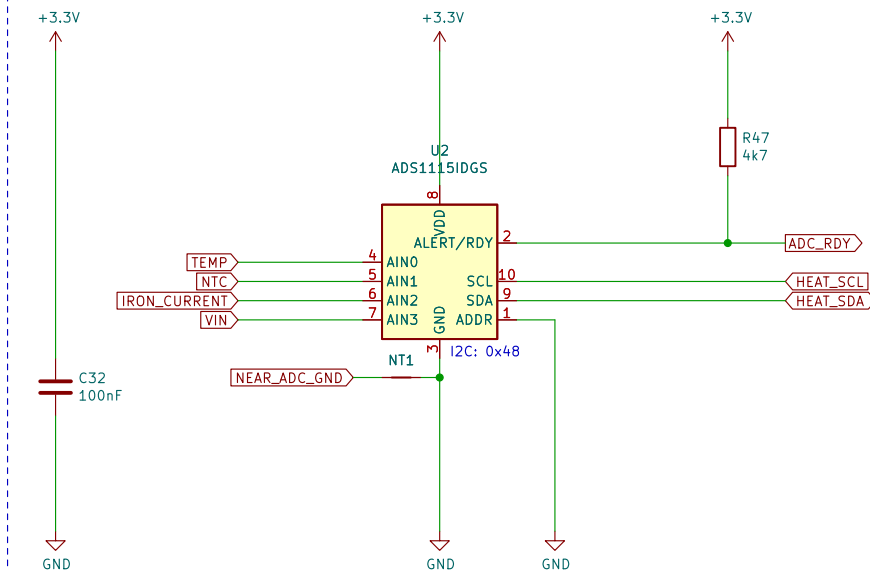 +3.3V
+3.3V
+3.3V
R47
4k7
U2
ADS1115IDGS
8
VDD
ALERT/RDY
2
ADC_RDY
TEMP
4
AIN0
NTC
5
AIN1
SCL
10
HEAT_SCL
IRON_CURRENT
6
AIN2
SDA
9
HEAT_SDA
VIN
7
AIN3
GND
ADDR
1
3
I2C: 0x48
NT1
NEAR_ADC_GND
C32
100nF
GND
GND
GND